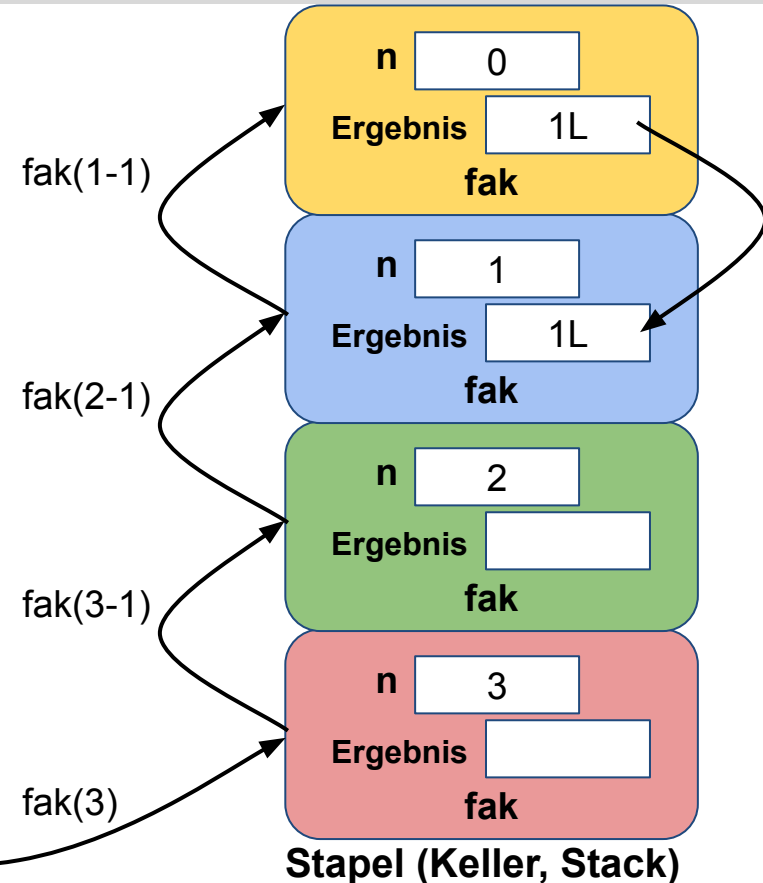 n 0
Ergebnis 1L
fak(1-1)
fak
n 1
Ergebnis 1L
fak(2-1)
fak
n 2
Ergebnis
fak(3-1)
fak
n 3
Ergebnis
fak(3)
fak
Stapel (Keller, Stack)